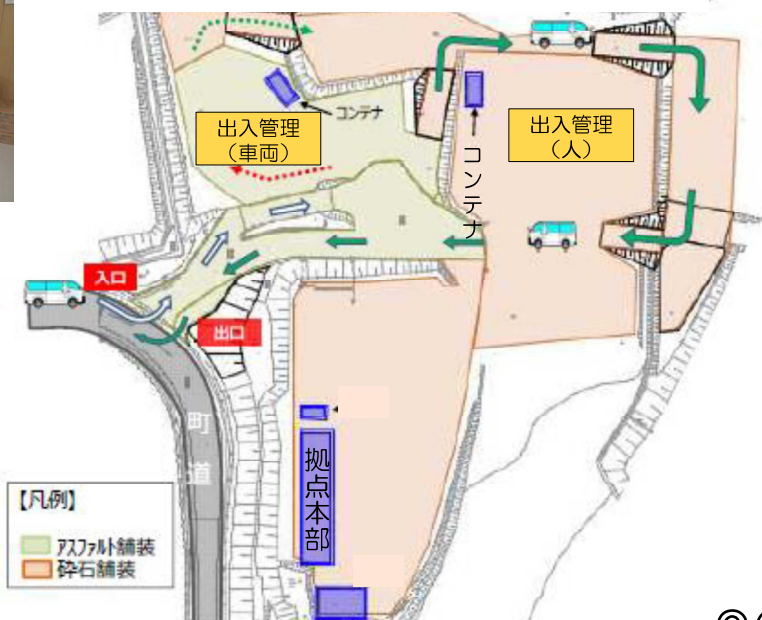 コンテナ
出入管理
（車両）
出入管理
（人）
コンテナ
入口
出口
町道
拠点本部
【凡例】
アスファルト舗装
砕石舗装